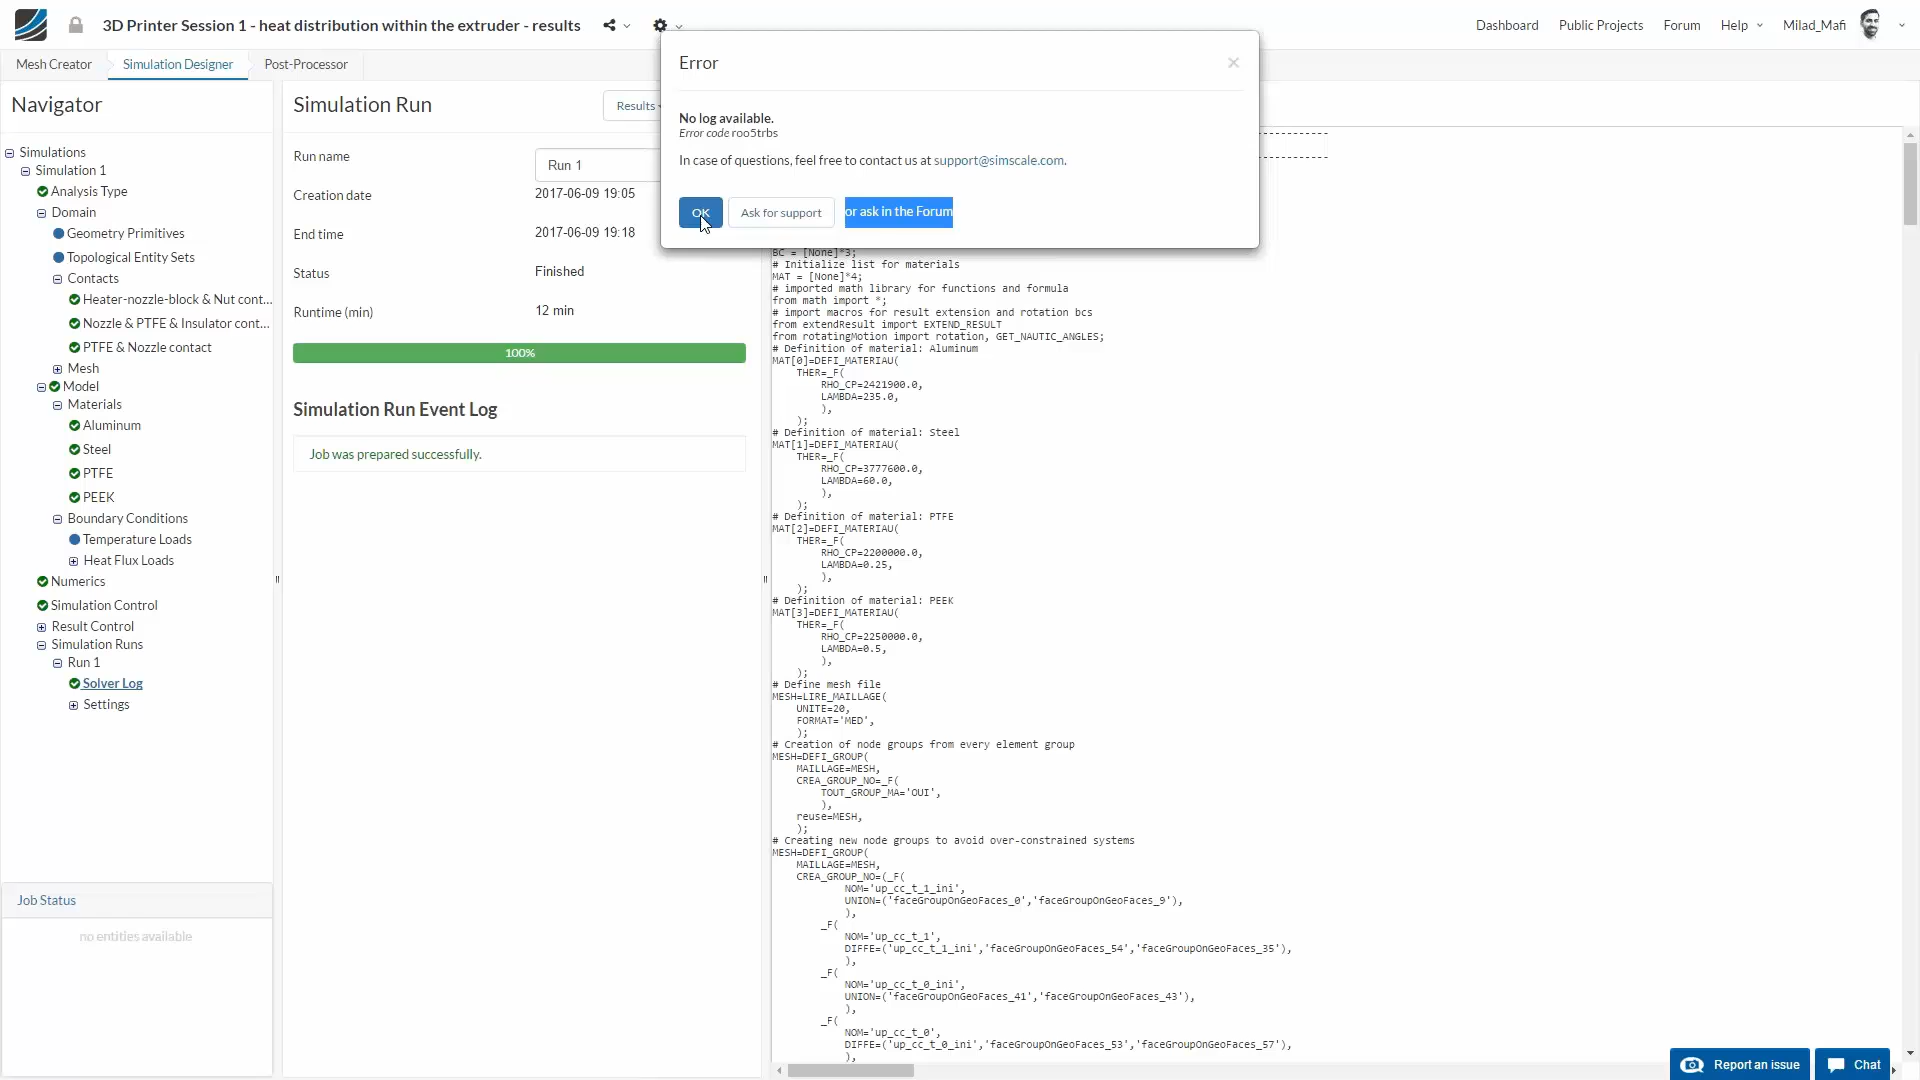 3D Printer Session 1 - heat distribution within the extruder - results
Dashboard
Public Projects
Forum
Help
Milad_Mafi
Mesh Creator
Simulation Designer
Post-Processor
Navigator
Simulations
Simulation 1
Analysis Type
Domain
Geometry Primitives
Topological Entity Sets
Contacts
Heater-nozzle-block & Nut cont...
Nozzle & PTFE & Insulator cont...
PTFE & Nozzle contact
Mesh
Model
Materials
Aluminum
Steel
PTFE
PEEK
Boundary Conditions
Temperature Loads
Heat Flux Loads
Numerics
Simulation Control
Result Control
Simulation Runs
Run 1
Solver Log
Settings
Job Status
no entities available
Simulation Run
Results
Run name
Run 1
Creation date
2017-06-09 19:05
End time
2017-06-09 19:18
Status
Finished
Runtime (min)
12 min
100%
Simulation Run Event Log
Job was prepared successfully.
Error
×
No log available.
Error code roo5trbs
In case of questions, feel free to contact us at support@simscale.com.
OK
Ask for support
or ask in the Forum
BC = [None]*3;
# Initialize list for materials
MAT = [None]*4;
# imported math library for functions and formula
from math import *;
# import macros for result extension and rotation bcs
from extendResult import EXTEND_RESULT
from rotatingMotion import rotation, GET_NAUTIC_ANGLES;
# Definition of material: Aluminum
MAT[0]=DEFI_MATERIAU(
THER=_F(
RHO_CP=2421900.0,
LAMBDA=235.0,
),
);
# Definition of material: Steel
MAT[1]=DEFI_MATERIAU(
THER=_F(
RHO_CP=3777600.0,
LAMBDA=60.0,
),
);
# Definition of material: PTFE
MAT[2]=DEFI_MATERIAU(
THER=_F(
RHO_CP=2200000.0,
LAMBDA=0.25,
),
);
# Definition of material: PEEK
MAT[3]=DEFI_MATERIAU(
THER=_F(
RHO_CP=2250000.0,
LAMBDA=0.5,
),
);
# Define mesh file
MESH=LIRE_MAILLAGE(
UNITE=20,
FORMAT='MED',
);
# Creation of node groups from every element group
MESH=DEFI_GROUP(
MAILLAGE=MESH,
CREA_GROUP_NO=_F(
TOUT_GROUP_MA='OUI',
),
reuse=MESH,
);
# Creating new node groups to avoid over-constrained systems
MESH=DEFI_GROUP(
MAILLAGE=MESH,
CREA_GROUP_NO=(_F(
NOM='up_cc_t_1_ini',
UNION=('faceGroupOnGeoFaces_0','faceGroupOnGeoFaces_9'),
),
_F(
NOM='up_cc_t_1',
DIFFE=('up_cc_t_1_ini','faceGroupOnGeoFaces_54','faceGroupOnGeoFaces_35'),
),
_F(
NOM='up_cc_t_0_ini',
UNION=('faceGroupOnGeoFaces_41','faceGroupOnGeoFaces_43'),
),
_F(
NOM='up_cc_t_0',
DIFFE=('up_cc_t_0_ini','faceGroupOnGeoFaces_53','faceGroupOnGeoFaces_57'),
),
Report an issue
Chat